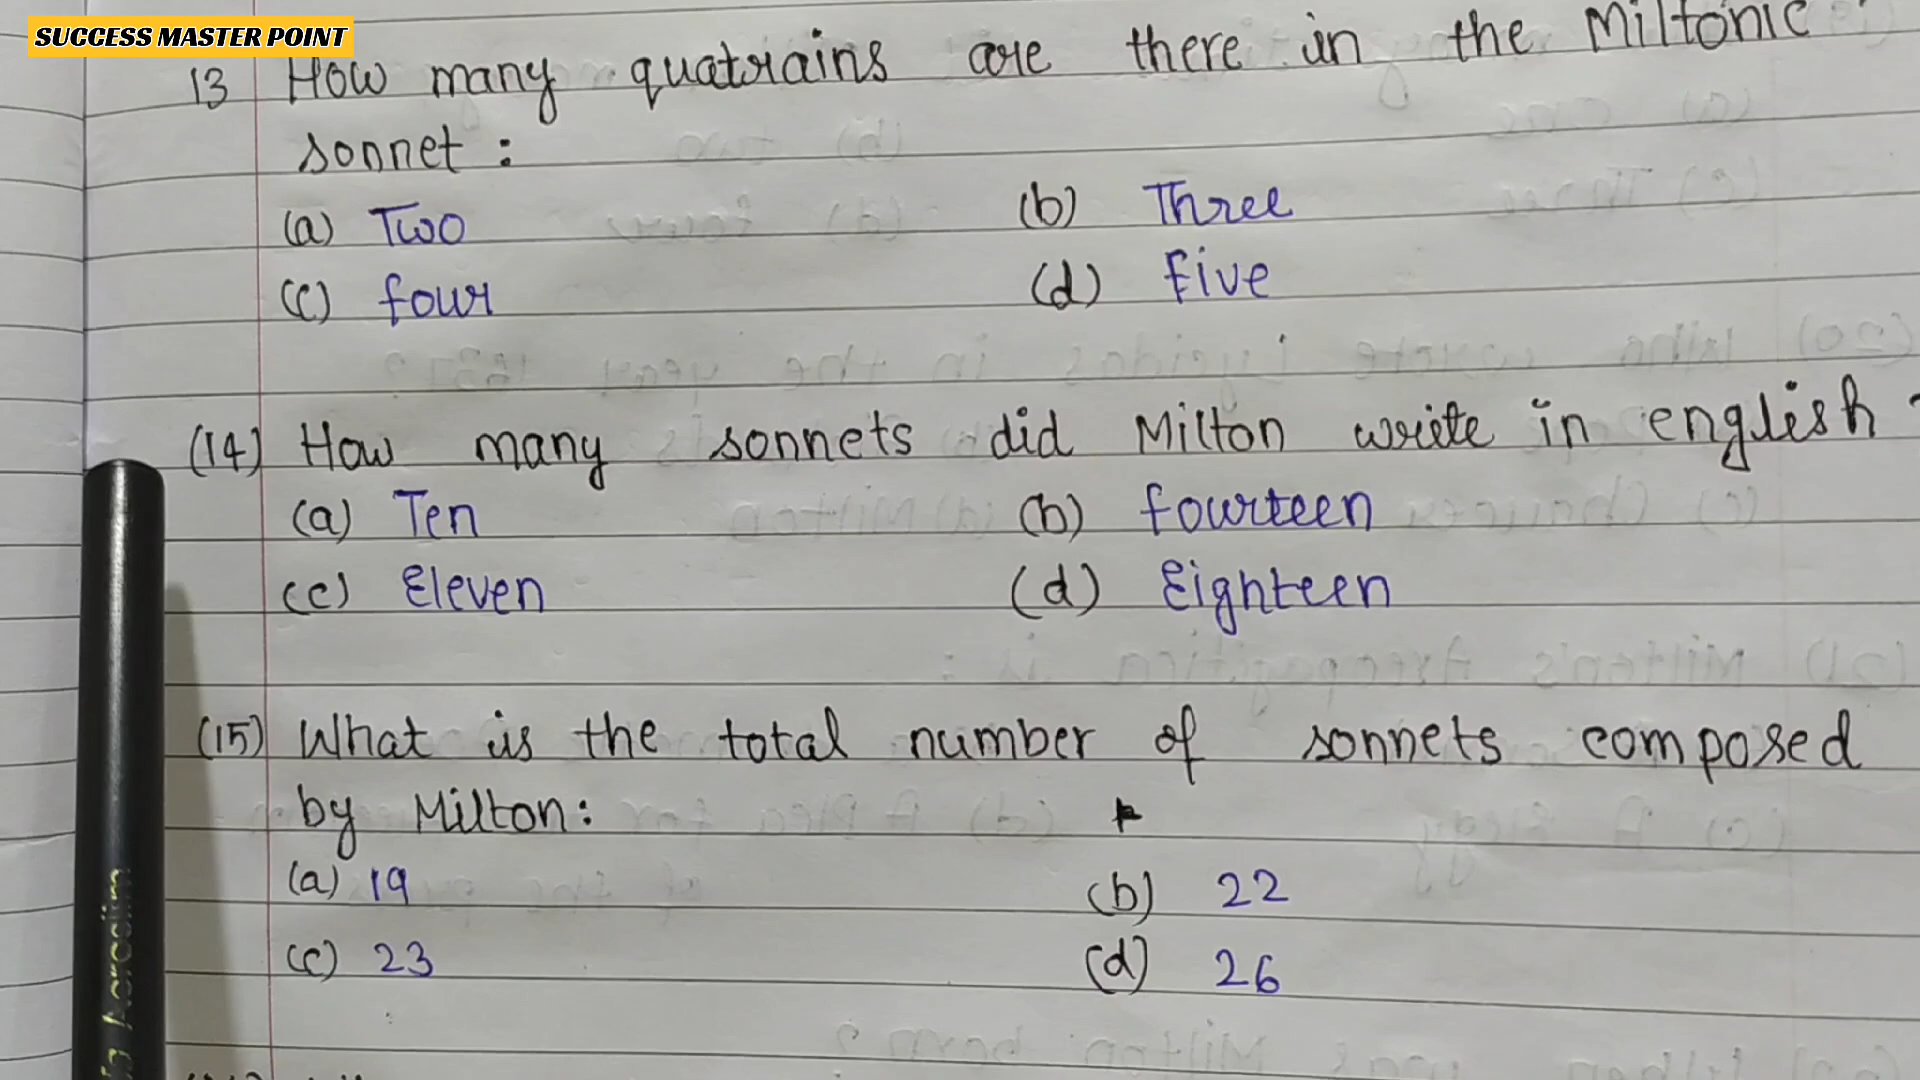 SUCCESS MASTER POINT
13 How many quatrains are there in the Miltonic
sonnet :
(a) Two (b) Three
(c) four (d) Five
(14) How many sonnets did Milton write in english ?
(a) Ten (b) fourteen
(c) Eleven (d) Eighteen
(15) What is the total number of sonnets composed
by Milton:
(a) 19 (b) 22
(c) 23 (d) 26